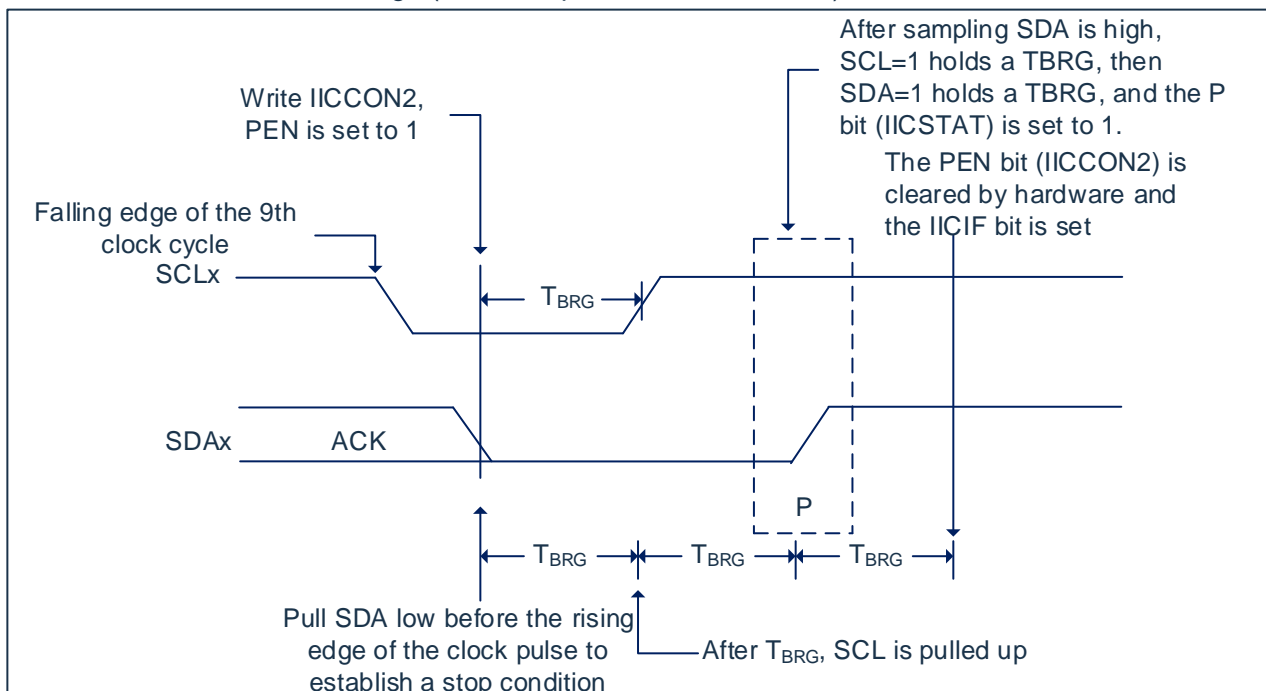 After sampling SDA is high,
SCL=1 holds a TBRG, then
SDA=1 holds a TBRG, and the P
bit (IICSTAT) is set to 1.
Write IICCON2,
PEN is set to 1
The PEN bit (IICCON2) is
cleared by hardware and
the IICIF bit is set
Falling edge of the 9th
clock cycle
SCLx
TBRG
SDAx
ACK
P
TBRG
TBRG
TBRG
Pull SDA low before the rising
edge of the clock pulse to
establish a stop condition
After TBRG, SCL is pulled up